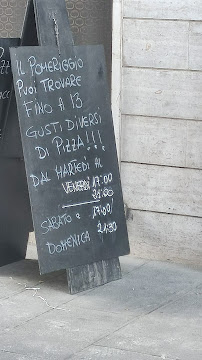 IL POMERIGGIO
PUOI TROVARE
FINO A 13
GUSTI DIVERSI
DI PIZZA!!!
DAL MARTEDÌ AL
VENERDÌ 17:00
21:00
SABATO E 17:00
DOMENICA 21:30